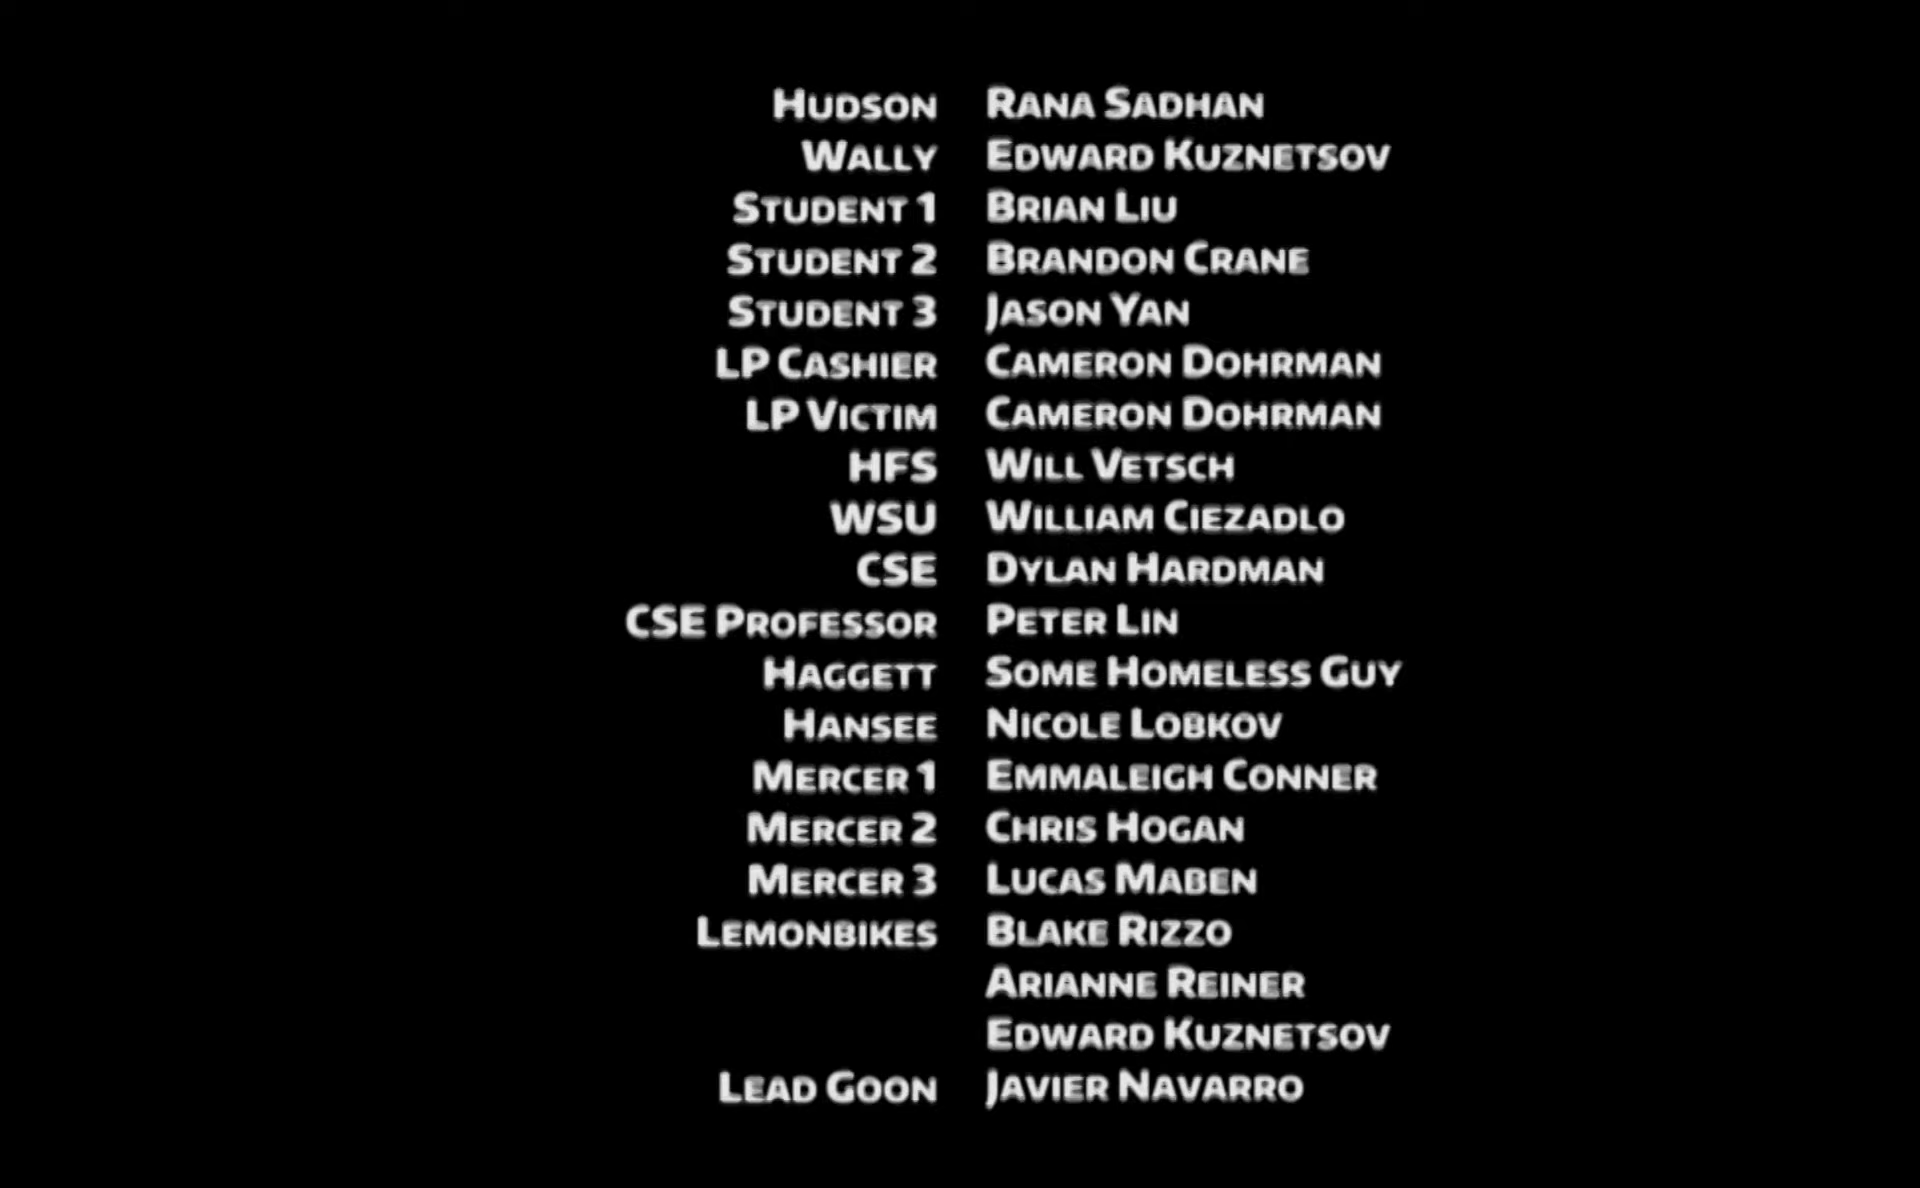 Hudson Rana Sadhan
Wally Edward Kuznetsov
Student 1 Brian Liu
Student 2 Brandon Crane
Student 3 Jason Yan
LP Cashier Cameron Dohrman
LP Victim Cameron Dohrman
HFS Will Vetsch
WSU William Ciezadlo
CSE Dylan Hardman
CSE Professor Peter Lin
Haggett Some Homeless Guy
Hansee Nicole Lobkov
Mercer 1 Emmaleigh Conner
Mercer 2 Chris Hogan
Mercer 3 Lucas Maben
Lemonbikes Blake Rizzo
Arianne Reiner
Edward Kuznetsov
Lead Goon Javier Navarro